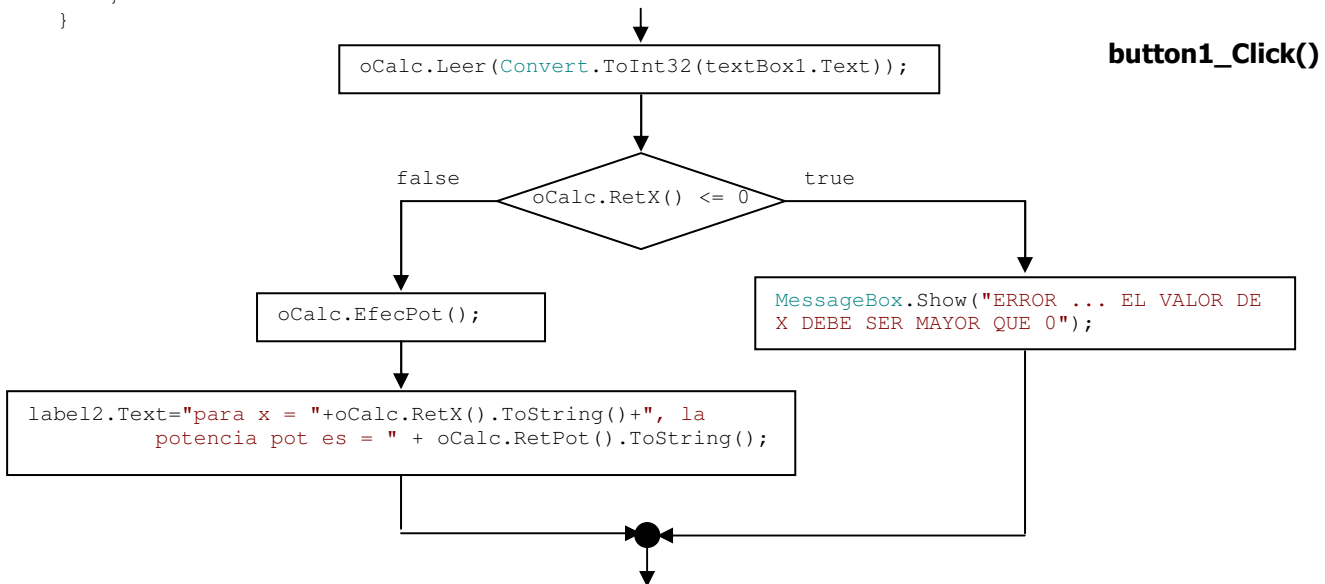 }
}
button1_Click()
oCalc.Leer(Convert.ToInt32(textBox1.Text));
false
true
oCalc.RetX() <= 0
oCalc.EfecPot();
MessageBox.Show("ERROR ... EL VALOR DE
X DEBE SER MAYOR QUE 0");
label2.Text="para x = "+oCalc.RetX().ToString()+", la
potencia pot es = " + oCalc.RetPot().ToString();